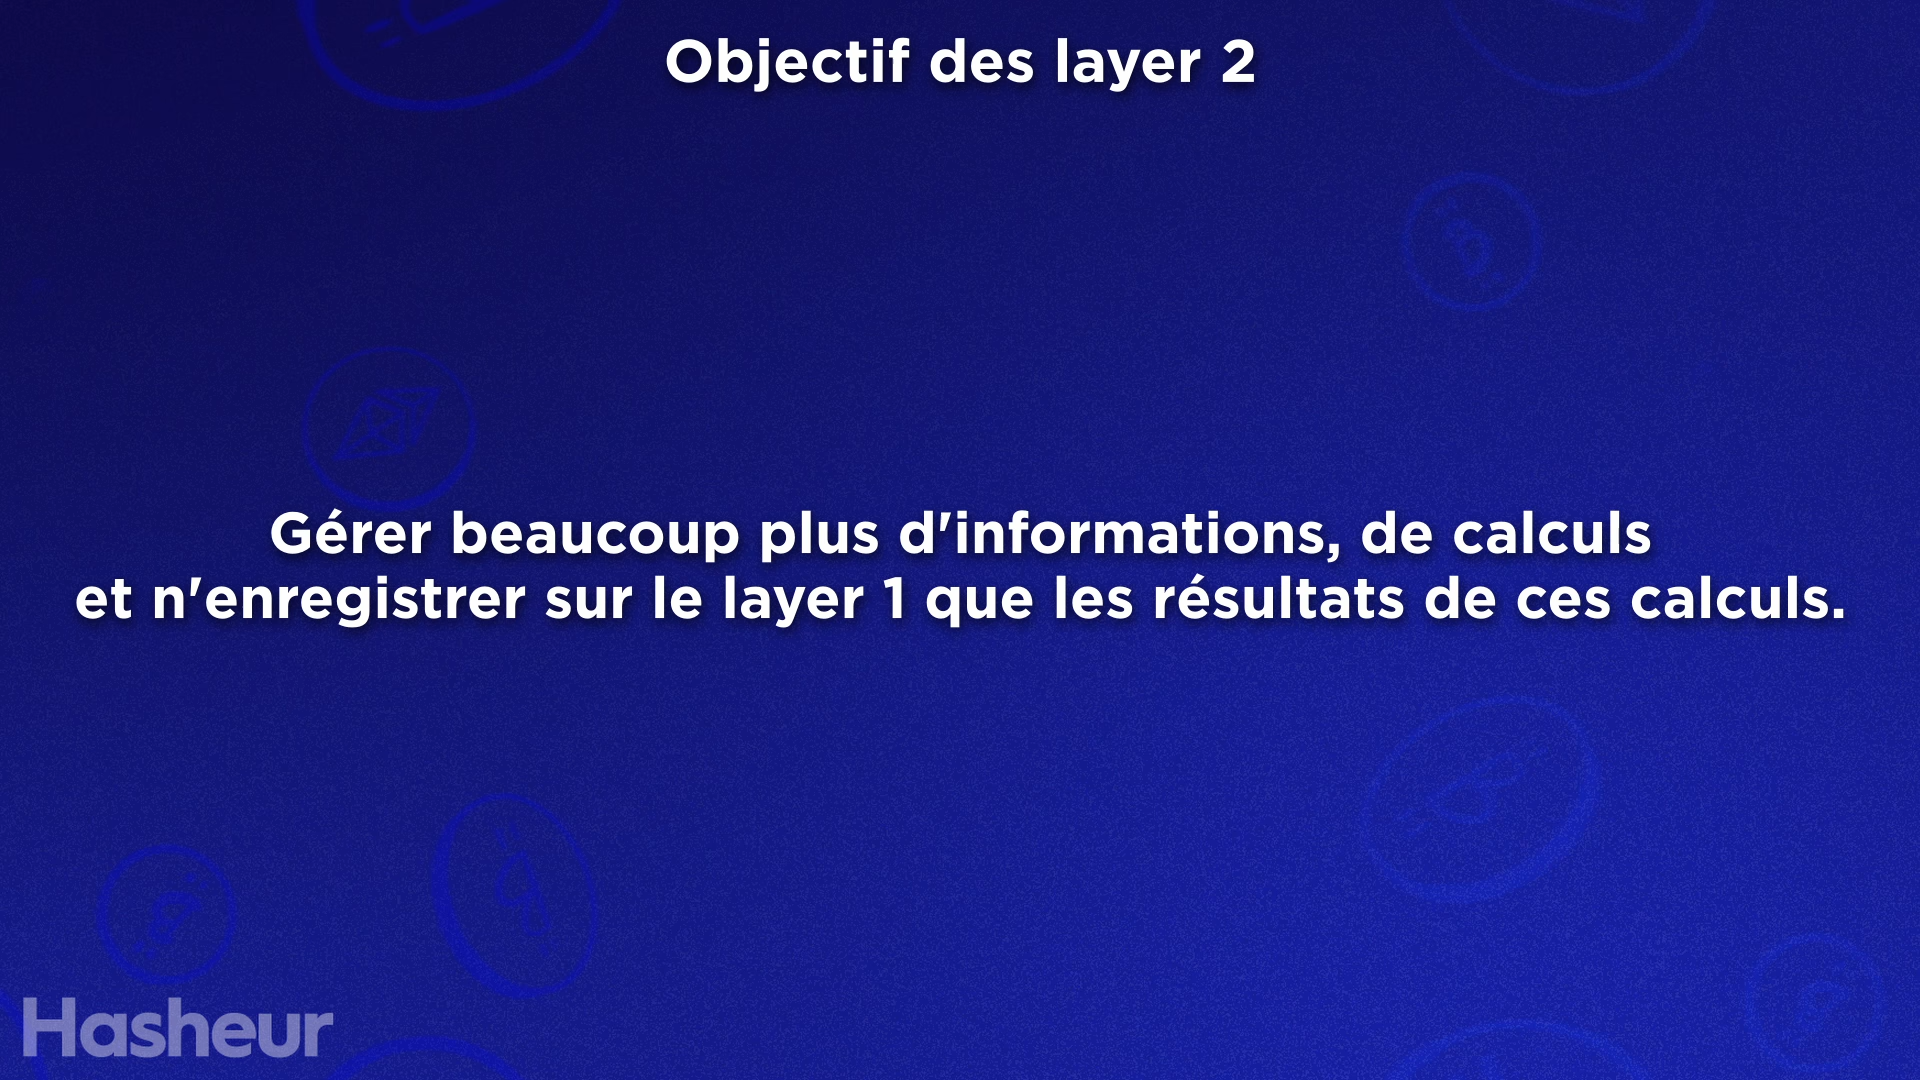 Objectif des layer 2
Gérer beaucoup plus d'informations, de calculs
et n'enregistrer sur le layer 1 que les résultats de ces calculs.
Hasheur